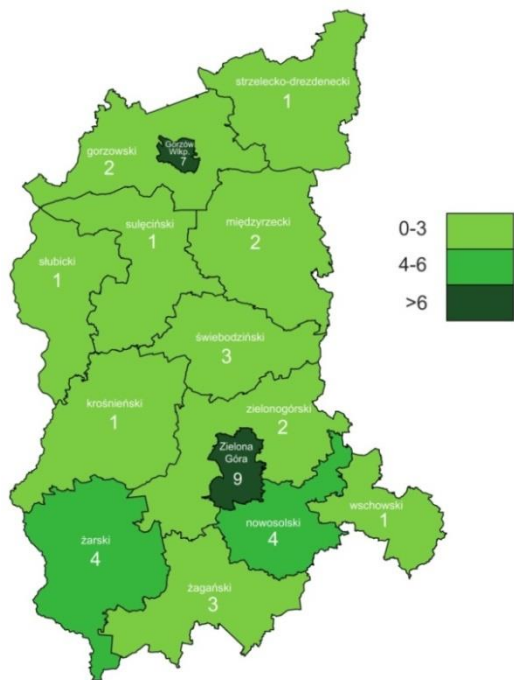 strzelecko-drezdenecki
1
Gorzów
Wlkp.
7
gorzowski
2
sulęciński
1
międzyrzecki
2
słubicki
1
0-3
4-6
>6
świebodziński
3
krośnieński
1
zielonogórski
2
Zielona
Góra
9
wschowski
1
nowosolski
4
żarski
4
żagański
3